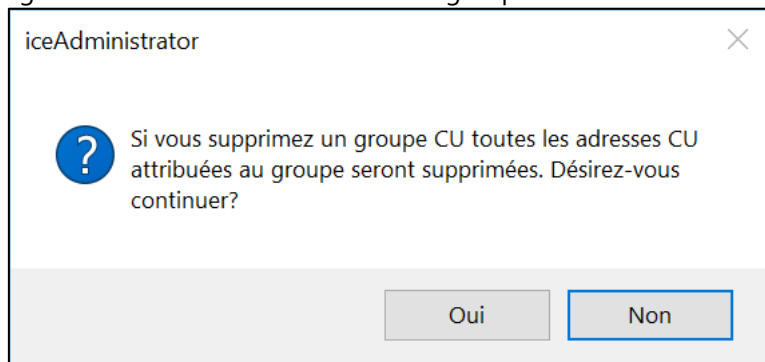 iceAdministrator
Si vous supprimez un groupe CU toutes les adresses CU
attribuées au groupe seront supprimées. Désirez-vous
continuer?
Oui
Non